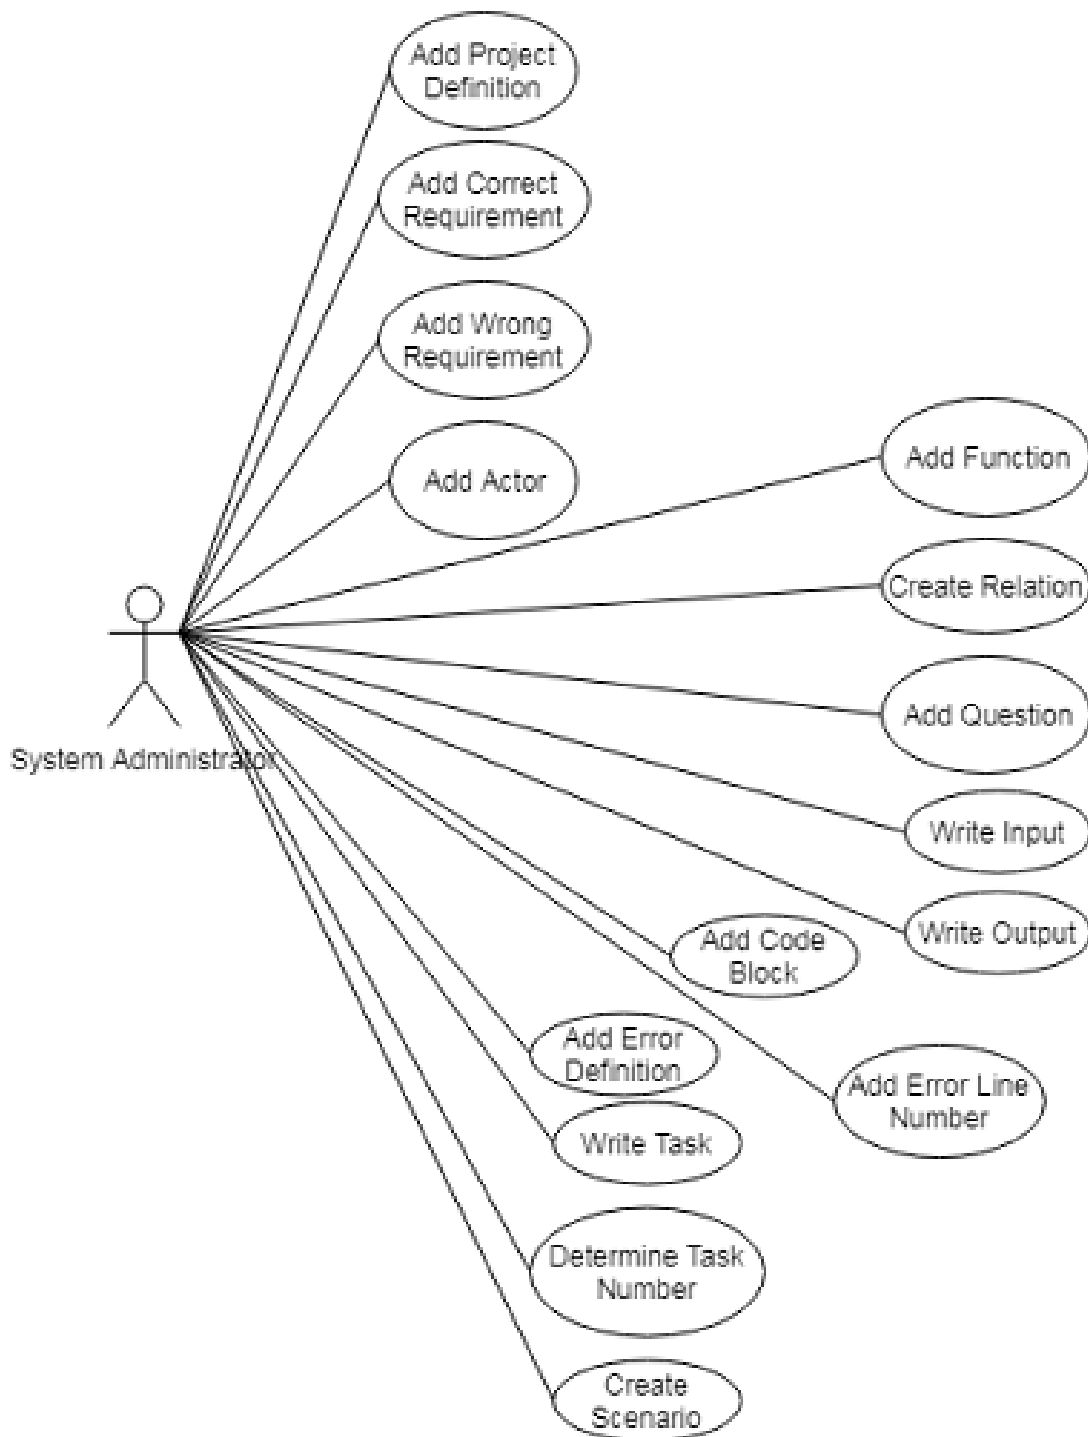 Add Project
Definition
Add Correct
Requirement
Add Wrong
Requirement
Add Actor
Add Function
Create Relation
Add Question
System Administrator
Write Input
Write Output
Add Code
Block
Add Error
Definition
Add Error Line
Number
Write Task
Determine Task
Number
Create
Scenario